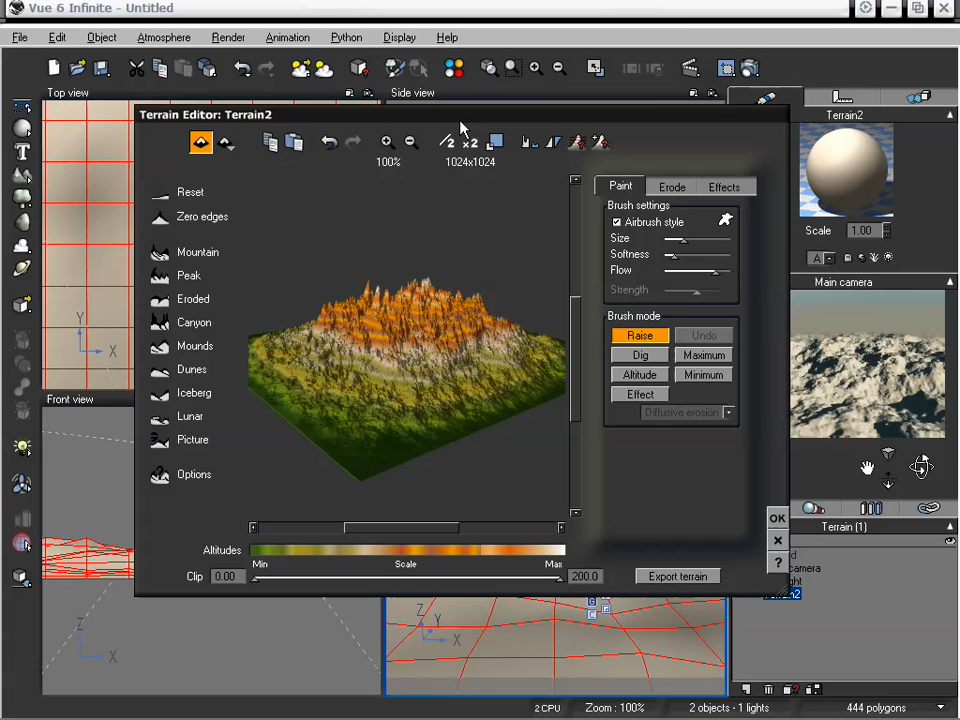 Vue 6 Infinite - Untitled
File Edit Object Atmosphere Render Animation Python Display Help
Top view
Side view
Terrain Editor: Terrain2
Terrain2
100%
/2 x2
1024x1024
Scale 1.00
A
Reset
Zero edges
Mountain
Peak
Eroded
Canyon
Mounds
Dunes
Iceberg
Lunar
Picture
Options
Paint Erode Effects
Brush settings
Airbrush style
Size
Softness
Flow
Strength
Brush mode
Raise Undo
Dig Maximum
Altitude Minimum
Effect
Diffusive erosion
Altitudes
Min Scale Max
Clip 0.00 200.0
Export terrain
OK
?
Main camera
Terrain (1)
camera
Terrain2
Front view
Y
X
Z
X
Z
Y
X
G
C
G
2 CPU Zoom : 100% 2 objects - 1 lights 444 polygons